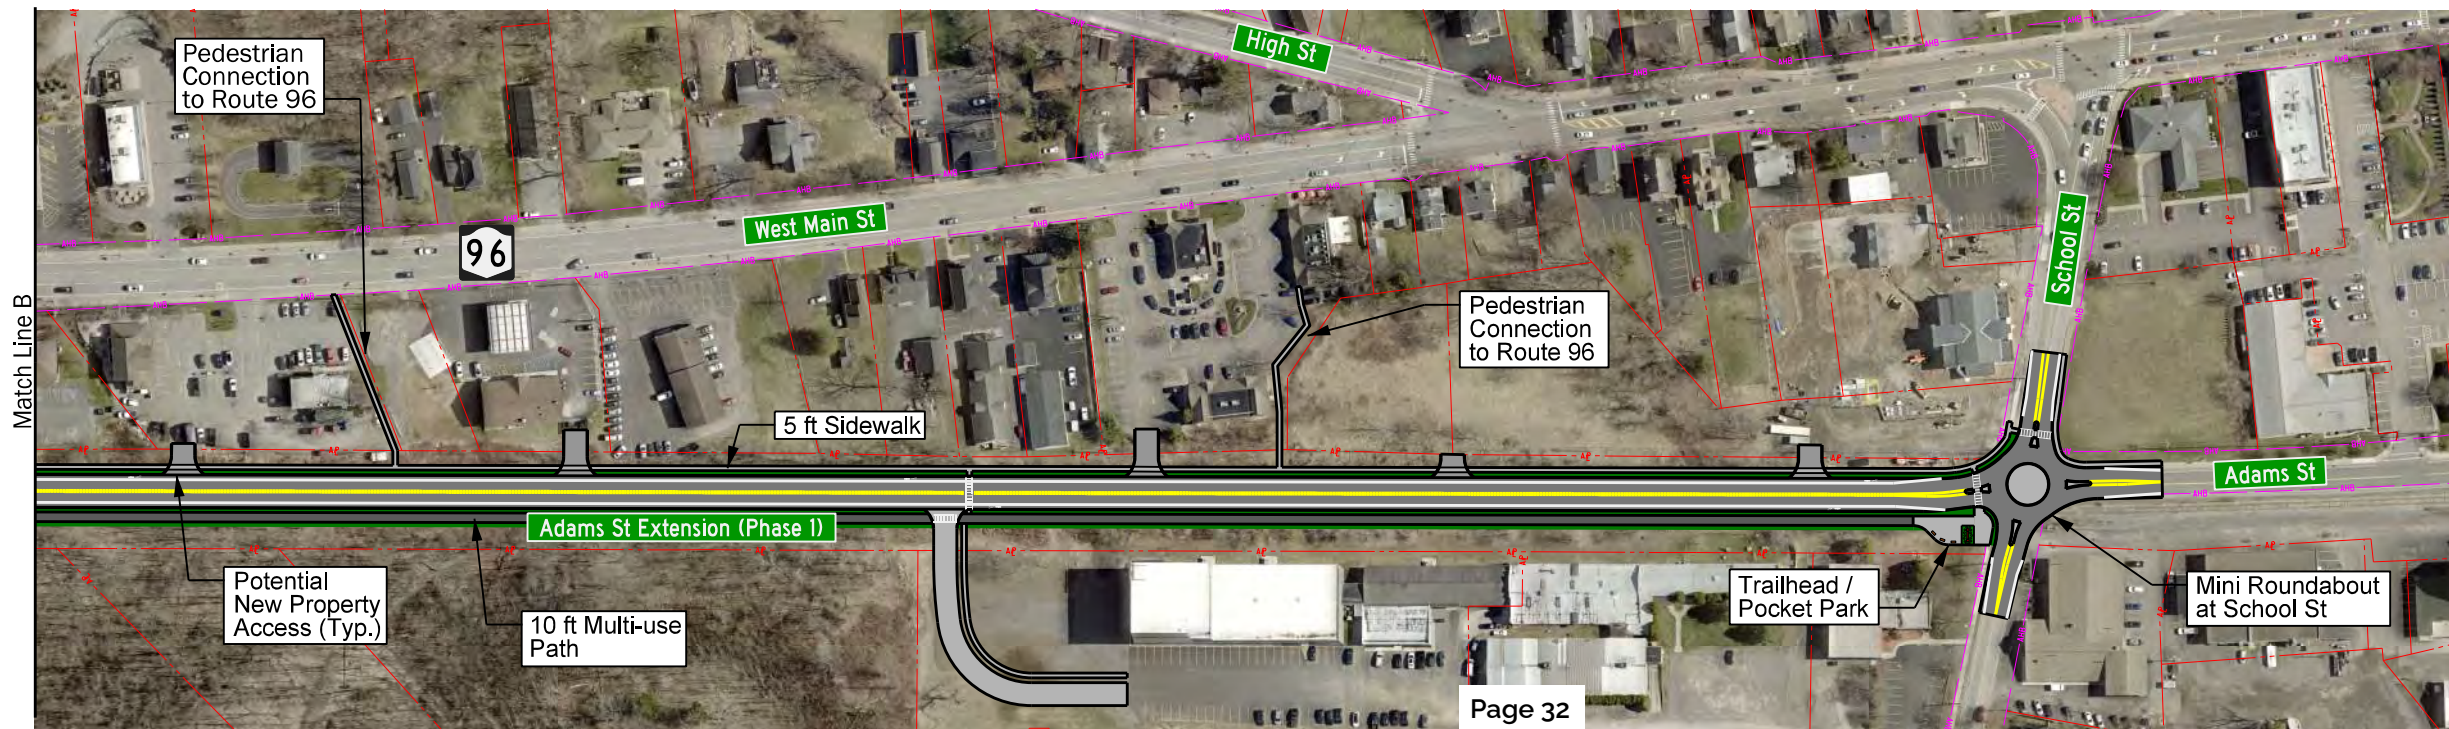 Pedestrian
Connection
to Route 96
High St
West Main St
96
School St
Match Line B
Pedestrian
Connection
to Route 96
5 ft Sidewalk
Adams St
Adams St Extension (Phase 1)
Potential
New Property
Access (Typ.)
10 ft Multi-use
Path
Trailhead /
Pocket Park
Mini Roundabout
at School St
Page 32